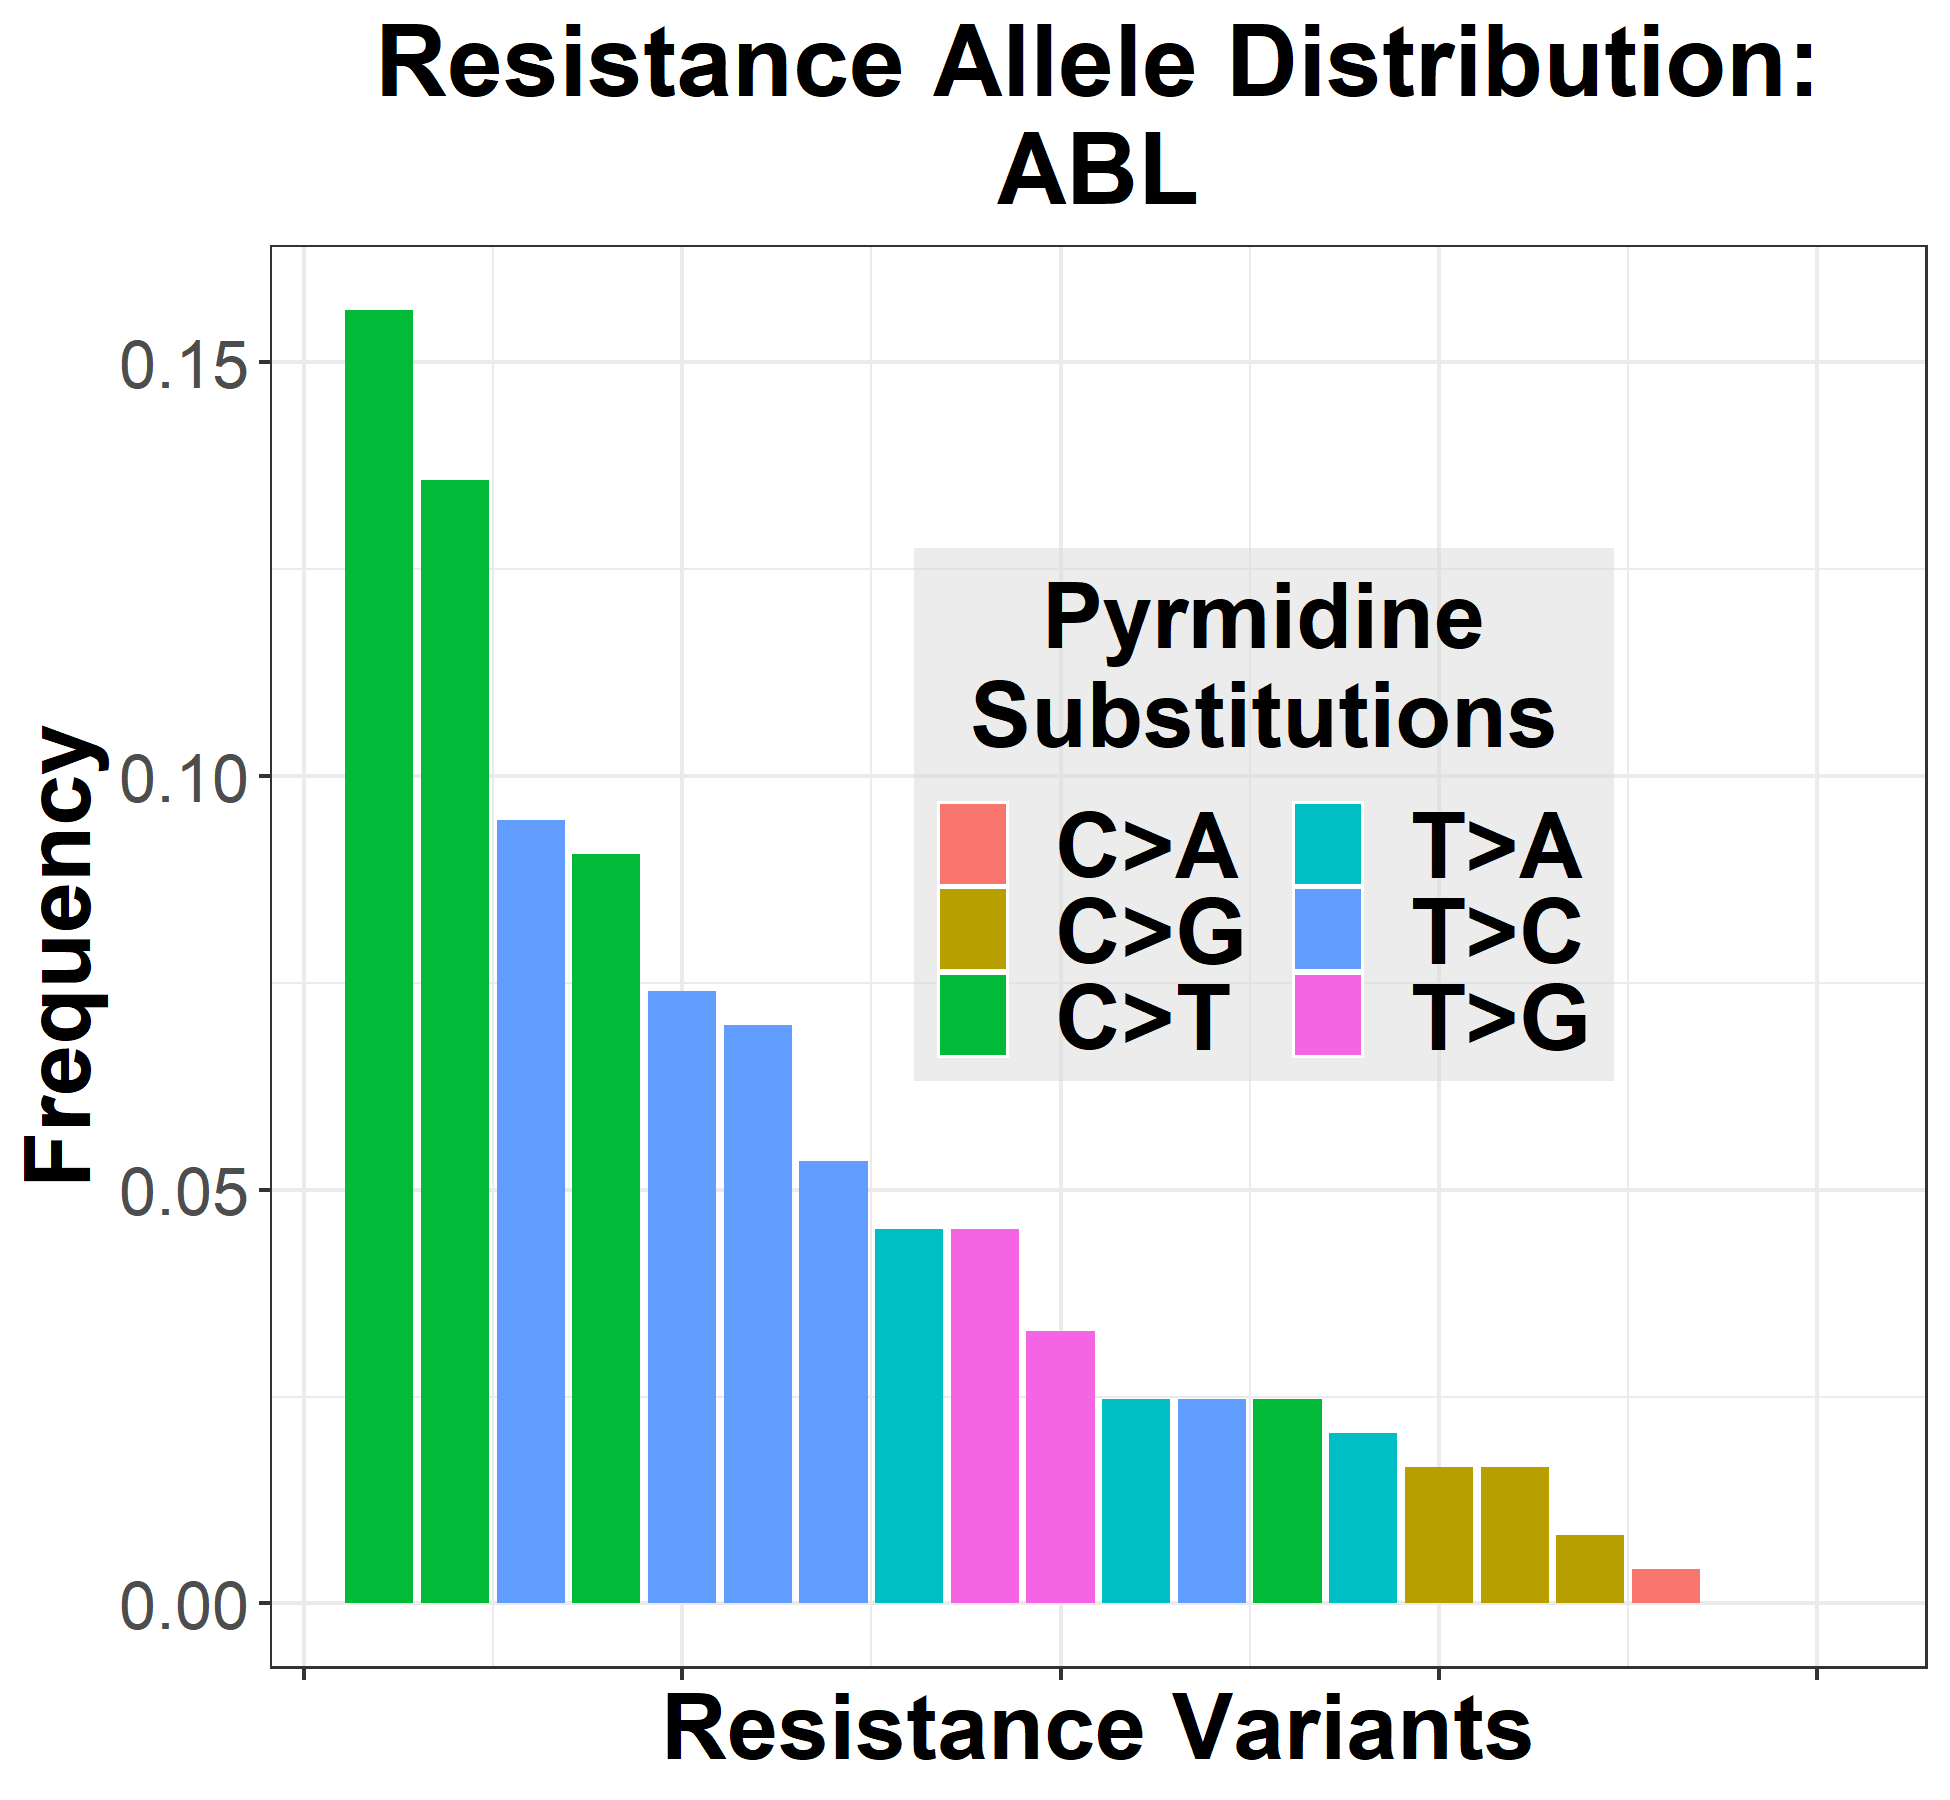 Resistance Allele Distribution:
ABL
Frequency
0.15
0.10
0.05
0.00
Pyrmidine
Substitutions
C>A T>A
C>G T>C
C>T T>G
Resistance Variants